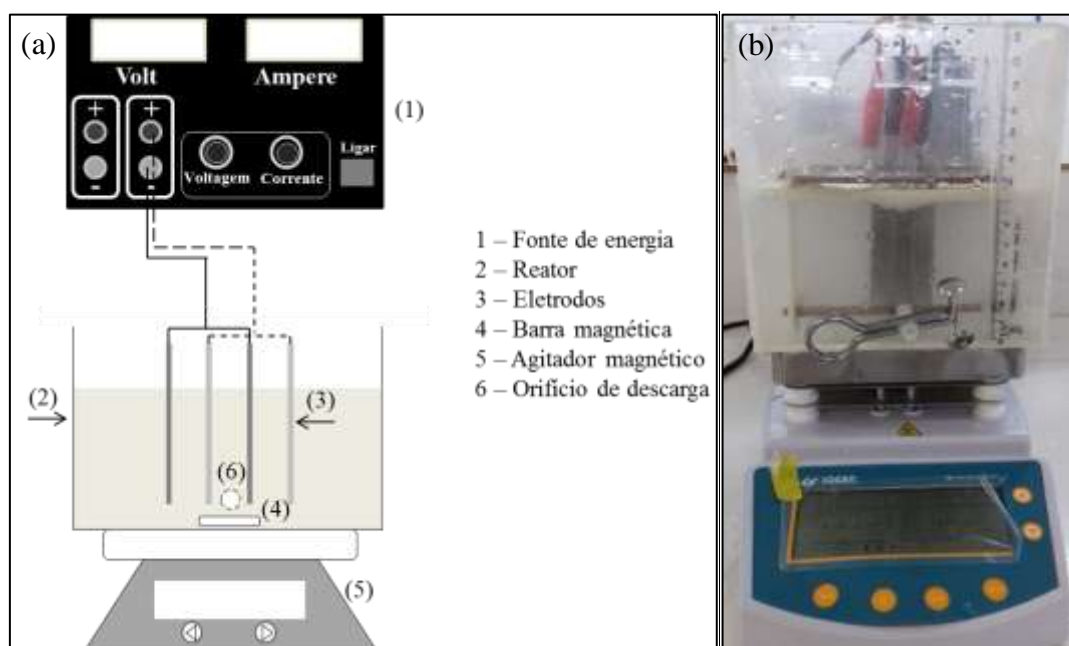 (a)
Volt
Ampere
+
+
-
-
Voltagem
Corrente
Ligar
(1)
1 – Fonte de energia
2 – Reator
3 – Eletrodos
4 – Barra magnética
5 – Agitador magnético
6 – Orifício de descarga
(2)
(3)
(6)
(4)
(5)
(b)